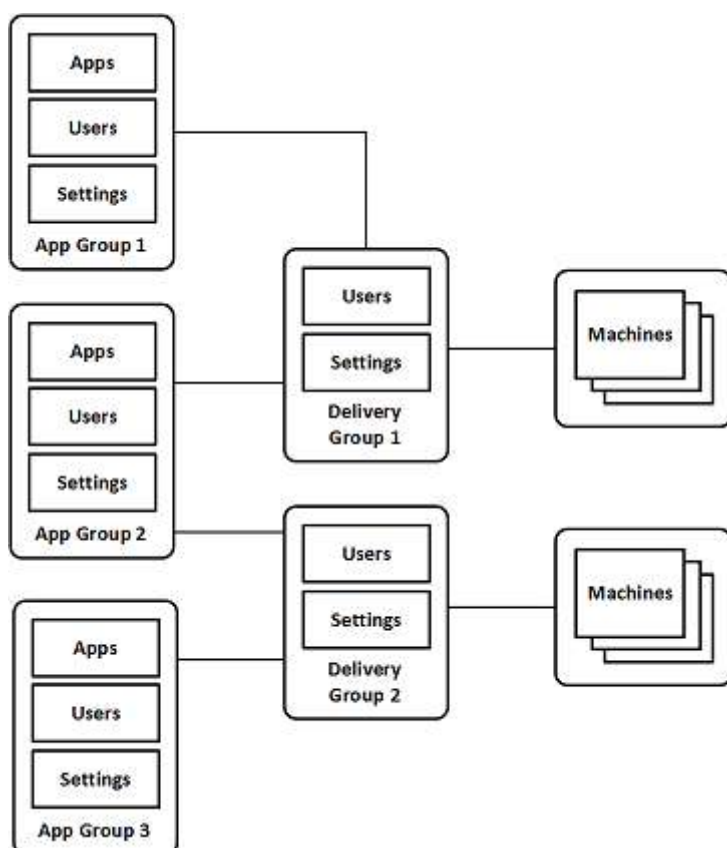 Apps
Users
Settings
App Group 1
Apps
Users
Settings
App Group 2
Apps
Users
Settings
App Group 3
Users
Settings
Delivery
Group 1
Users
Settings
Delivery
Group 2
Machines
Machines